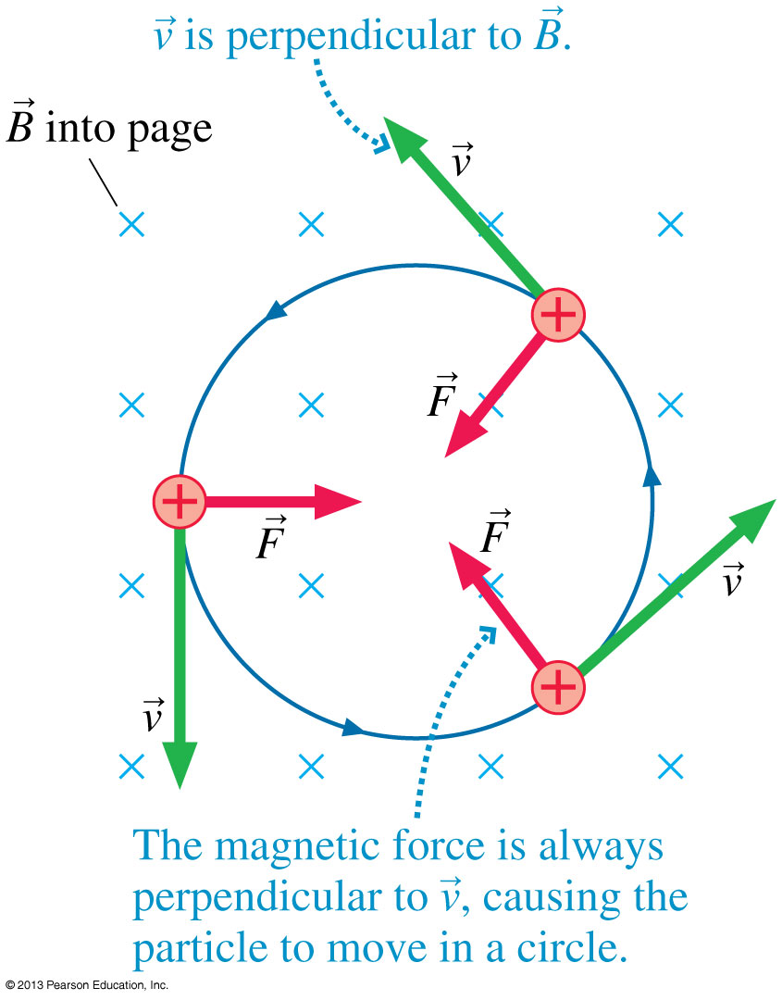 v⃗ is perpendicular to B⃗.
B⃗ into page
v⃗
F⃗
F⃗
F⃗
v⃗
v⃗
The magnetic force is always
perpendicular to v⃗, causing the
particle to move in a circle.
© 2013 Pearson Education, Inc.